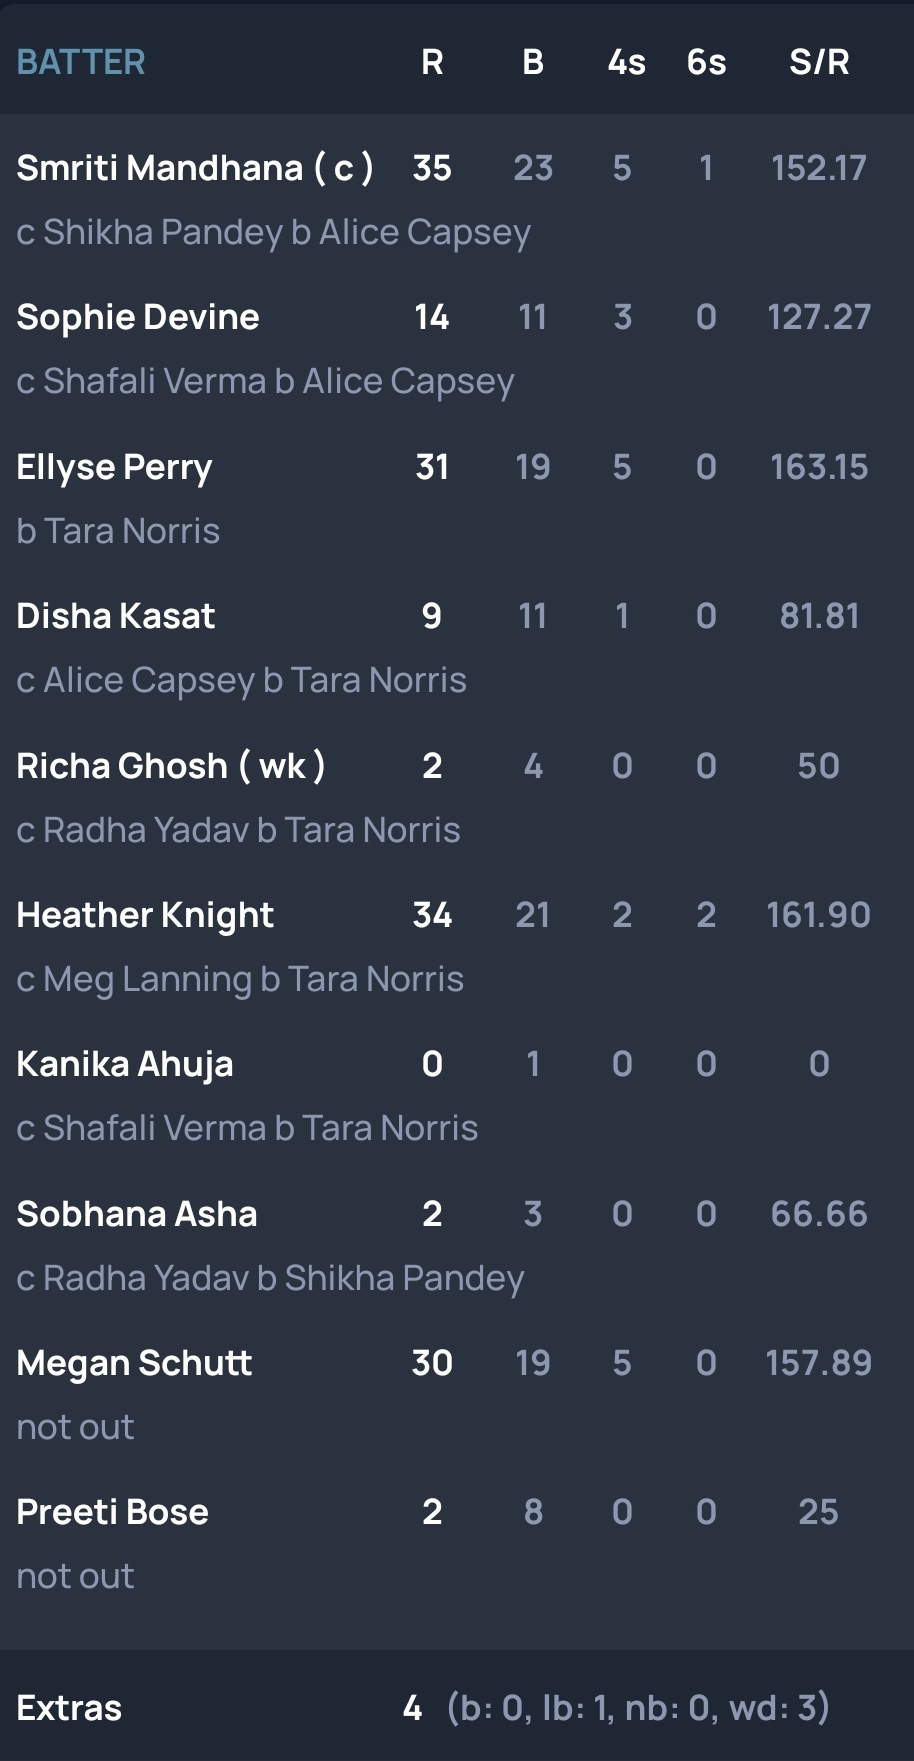 BATTER R B 4s 6s S/R
Smriti Mandhana ( c ) 35 23 5 1 152.17
c Shikha Pandey b Alice Capsey
Sophie Devine 14 11 3 0 127.27
c Shafali Verma b Alice Capsey
Ellyse Perry 31 19 5 0 163.15
b Tara Norris
Disha Kasat 9 11 1 0 81.81
c Alice Capsey b Tara Norris
Richa Ghosh ( wk ) 2 4 0 0 50
c Radha Yadav b Tara Norris
Heather Knight 34 21 2 2 161.90
c Meg Lanning b Tara Norris
Kanika Ahuja 0 1 0 0 0
c Shafali Verma b Tara Norris
Sobhana Asha 2 3 0 0 66.66
c Radha Yadav b Shikha Pandey
Megan Schutt 30 19 5 0 157.89
not out
Preeti Bose 2 8 0 0 25
not out
Extras 4 (b: 0, lb: 1, nb: 0, wd: 3)